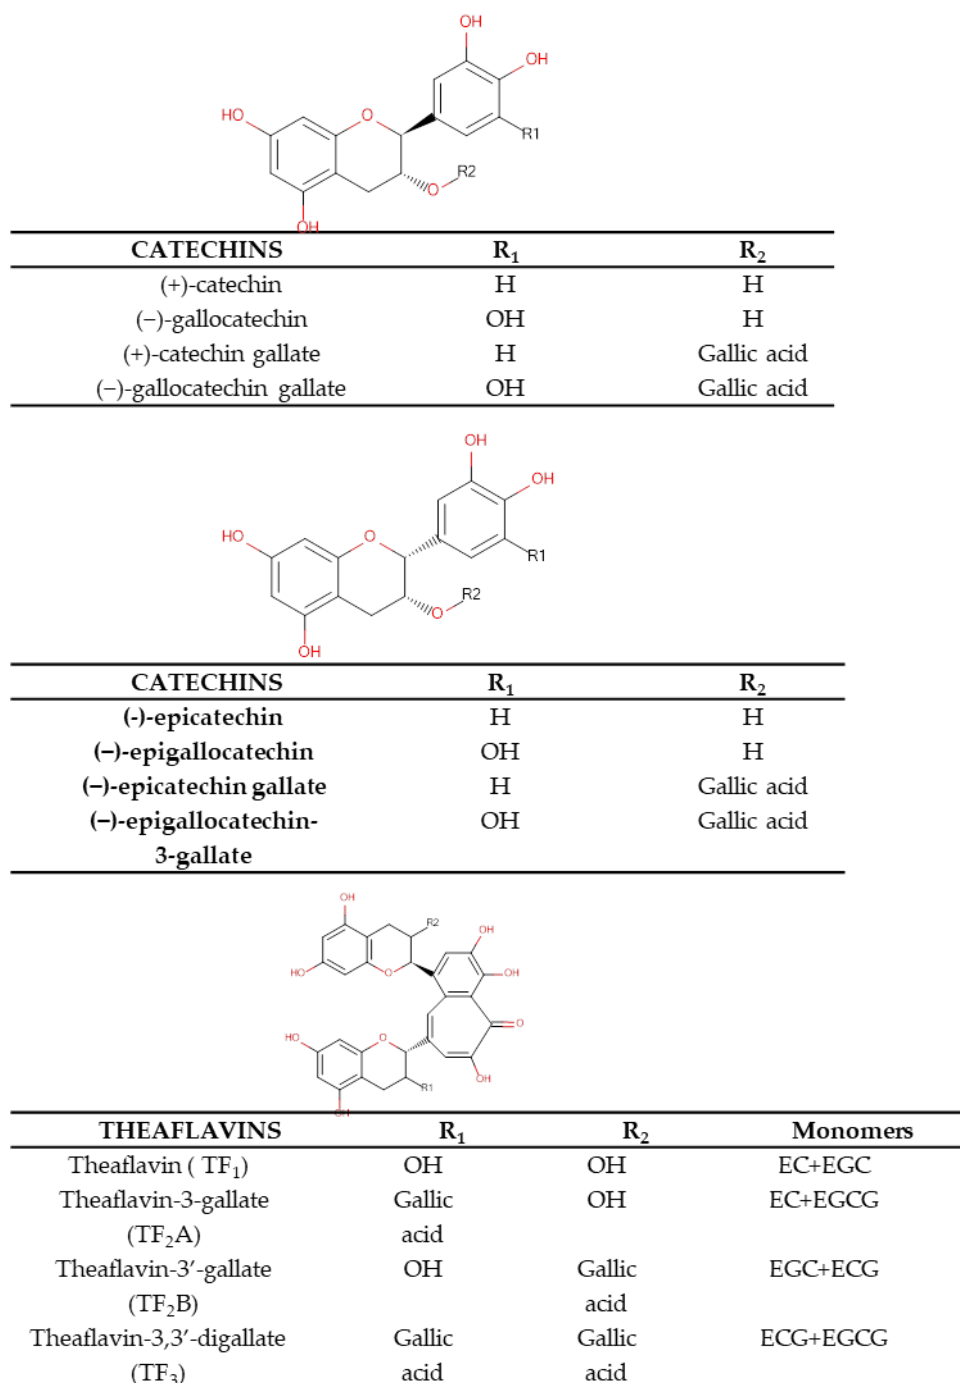 OH
OH
HO
O
R1
R2
O
OH
CATECHINS R₁ R₂
(+)-catechin H H
(−)-gallocatechin OH H
(+)-catechin gallate H Gallic acid
(−)-gallocatechin gallate OH Gallic acid
OH
OH
HO
O
R1
R2
O
OH
CATECHINS R₁ R₂
(-)-epicatechin H H
(−)-epigallocatechin OH H
(−)-epicatechin gallate H Gallic acid
(−)-epigallocatechin- OH Gallic acid
3-gallate
OH
R2
OH
HO
O
OH
O
HO
O
OH
R1
OH
THEAFLAVINS R₁ R₂ Monomers
Theaflavin ( TF₁) OH OH EC+EGC
Theaflavin-3-gallate Gallic OH EC+EGCG
(TF₂A) acid
Theaflavin-3′-gallate OH Gallic EGC+ECG
(TF₂B) acid
Theaflavin-3,3′-digallate Gallic Gallic ECG+EGCG
(TF₃) acid acid